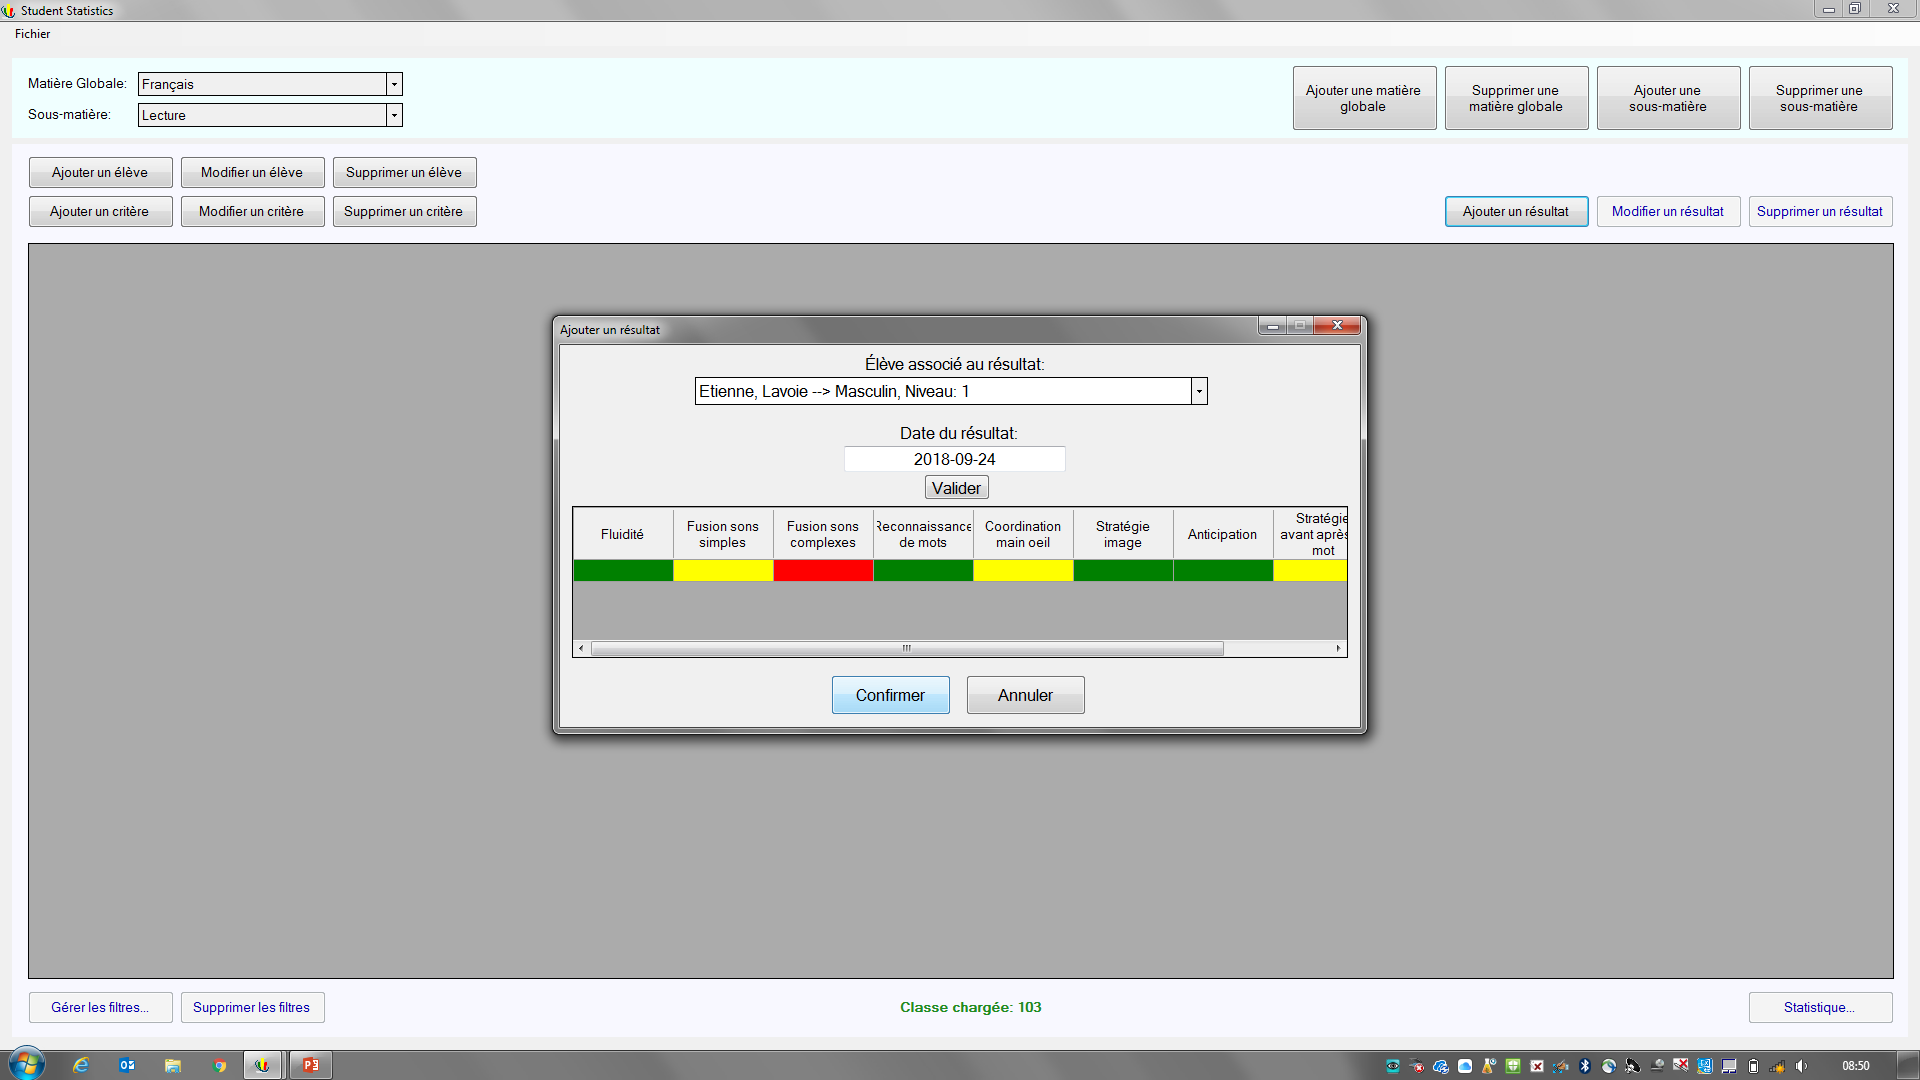 Student Statistics
Fichier
Matière Globale: Français
Sous-matière: Lecture
Ajouter une matière
globale
Supprimer une
matière globale
Ajouter une
sous-matière
Supprimer une
sous-matière
Ajouter un élève
Modifier un élève
Supprimer un élève
Ajouter un critère
Modifier un critère
Supprimer un critère
Ajouter un résultat
Modifier un résultat
Supprimer un résultat
Ajouter un résultat
Élève associé au résultat:
Etienne, Lavoie --> Masculin, Niveau: 1
Date du résultat:
2018-09-24
Valider
Fluidité
Fusion sons
simples
Fusion sons
complexes
Reconnaissance
de mots
Coordination
main oeil
Stratégie
image
Anticipation
Stratégie
avant après
mot
Confirmer
Annuler
Gérer les filtres...
Supprimer les filtres
Classe chargée: 103
Statistique...
08:50